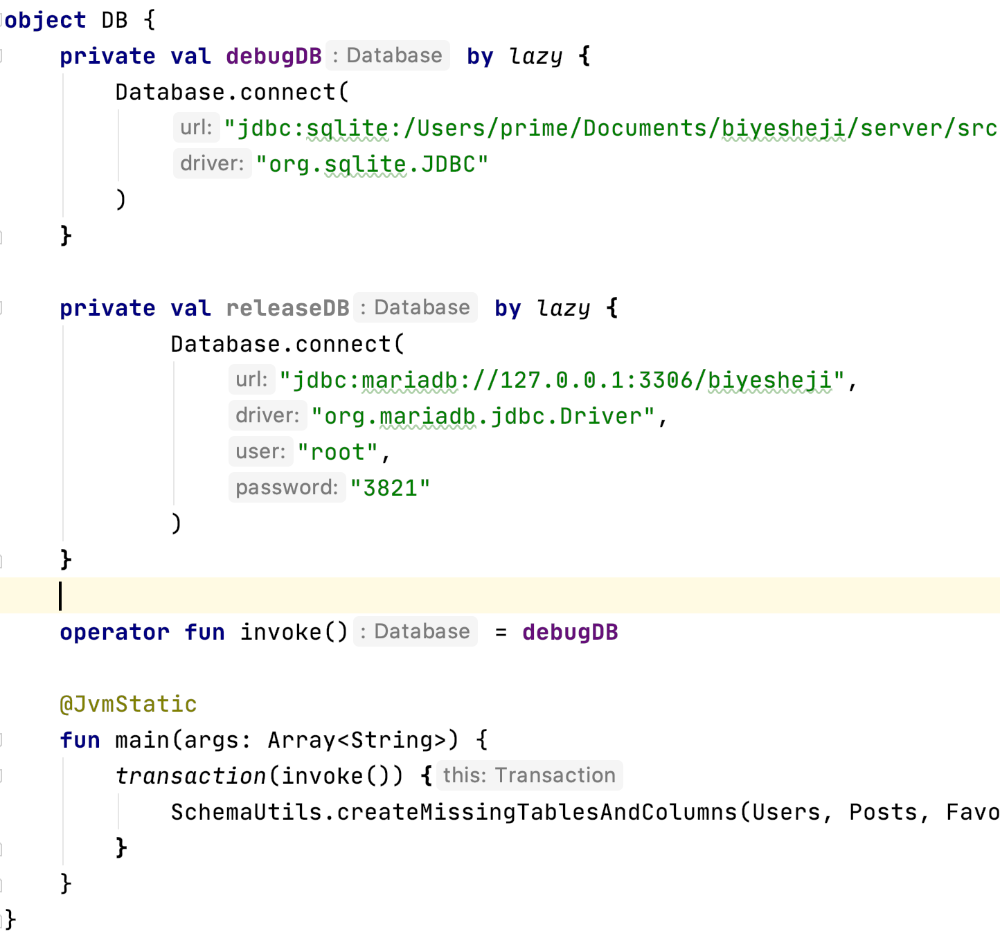 object DB {
private val debugDB : Database by lazy {
Database.connect(
url: "jdbc:sqlite:/Users/prime/Documents/biyesheji/server/src
driver: "org.sqlite.JDBC"
)
}
private val releaseDB : Database by lazy {
Database.connect(
url: "jdbc:mariadb://127.0.0.1:3306/biyesheji",
driver: "org.mariadb.jdbc.Driver",
user: "root",
password: "3821"
)
}
operator fun invoke() : Database = debugDB
@JvmStatic
fun main(args: Array<String>) {
transaction(invoke()) { this: Transaction
SchemaUtils.createMissingTablesAndColumns(Users, Posts, Favo
}
}
}